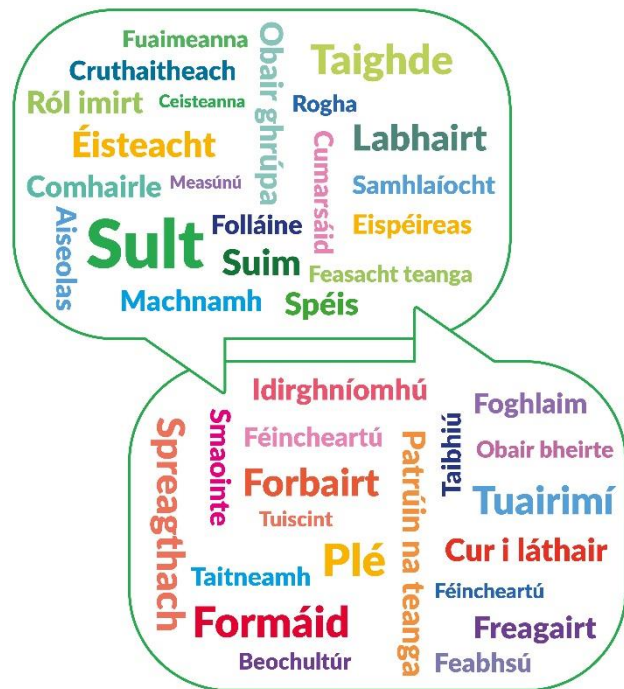 Fuaimeanna
Obair ghrúpa
Taighde
Cruthaitheach
Ról imirt
Ceisteanna
Rogha
Éisteacht
Cumarsáid
Labhairt
Comhairle
Measúnú
Samhlaíocht
Aiseolas
Sult
Folláine
Eispéireas
Suim
Feasacht teanga
Machnamh
Spéis
Idirghníomhú
Foghlaim
Spreagthach
Smaointe
Féincheartú
Patrúin na teanga
Taibhiú
Obair bheirte
Forbairt
Tuairimí
Tuiscint
Plé
Cur i láthair
Taitneamh
Féincheartú
Formáid
Freagairt
Beochultúr
Feabhsú